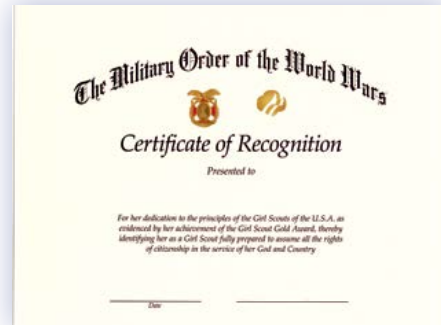 The Military Order of the World Wars
Certificate of Recognition
Presented to
For her dedication to the principles of the Girl Scouts of the U.S.A. as
evidenced by her achievement of the Girl Scout Gold Award, thereby
identifying her as a Girl Scout fully prepared to assume all the rights
of citizenship in the service of her God and Country
Date